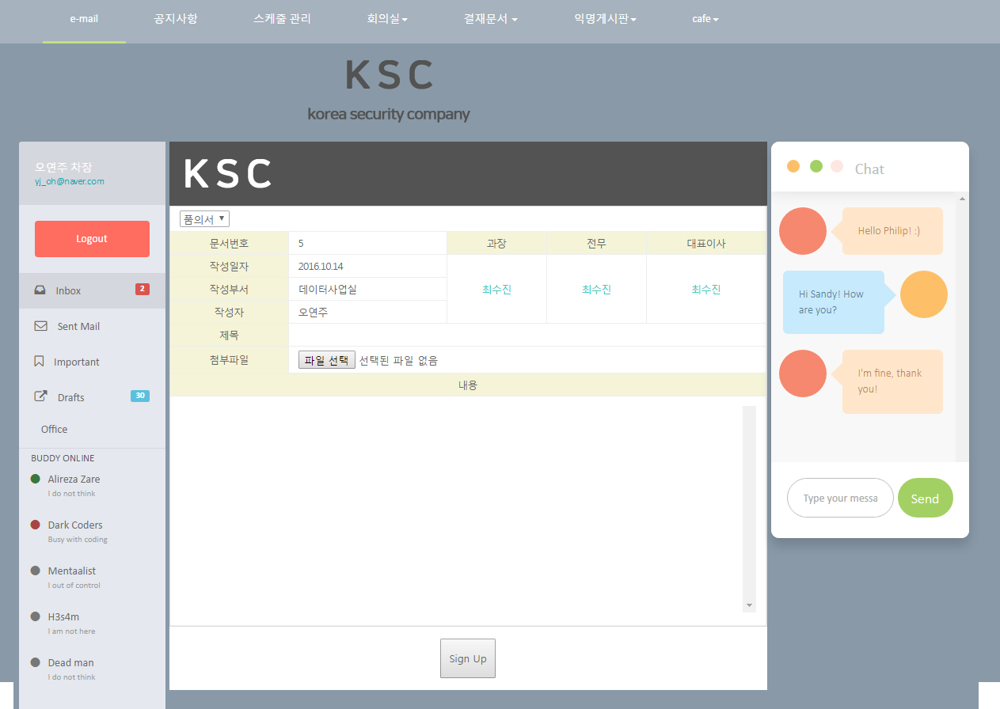 e-mail 공지사항 스케줄 관리 회의실 결재문서 익명게시판 cafe
KSC
korea security company
오연주 차장
yj_oh@naver.com
Logout
Inbox 2
Sent Mail
Important
Drafts 30
Office
BUDDY ONLINE
Alireza Zare
I do not think
Dark Coders
Busy with coding
Mentaalist
I out of control
H3s4m
I am not here
Dead man
I do not think
KSC
품의서
문서번호 5 과장 전무 대표이사
작성일자 2016.10.14
작성부서 데이터사업실 최수진 최수진 최수진
작성자 오연주
제목
첨부파일 파일 선택 선택된 파일 없음
내용
Sign Up
Chat
Hello Philip! :)
Hi Sandy! How
are you?
I'm fine, thank
you!
Type your messa Send